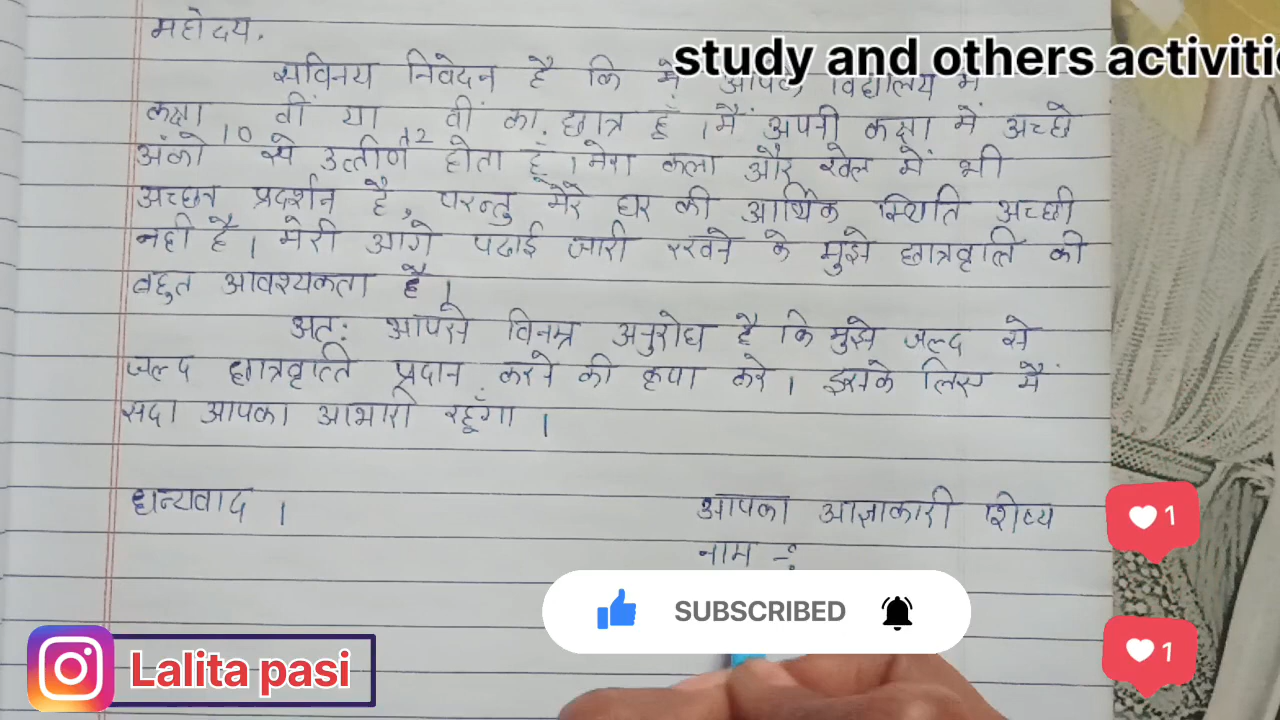 महोदय,
study and others activitie
सविनय निवेदन है कि मैं आपके विद्यालय में
कक्षा 10 वीं या 12 वीं का छात्र हूँ । मैं अपनी कक्षा में अच्छे
अंको से उत्तीर्ण होता हूँ । मेरा कला और खेल में भी
अच्छा प्रदर्शन है, परन्तु मेरे घर की आर्थिक स्थिति अच्छी
नही है । मेरी आगे पढाई जारी रखने के मुझे छात्रवृति की
बहुत आवश्यकता है ।
अतः आपसे विनम्र अनुरोध है कि मुझे जल्द से
जल्द छात्रवृत्ति प्रदान करने की कृपा करे । इसके लिए मैं
सदा आपका आभारी रहूँगा ।
धन्यवाद ।
आपका आज्ञाकारी शिष्य
नाम -:
SUBSCRIBED
1
1
Lalita pasi